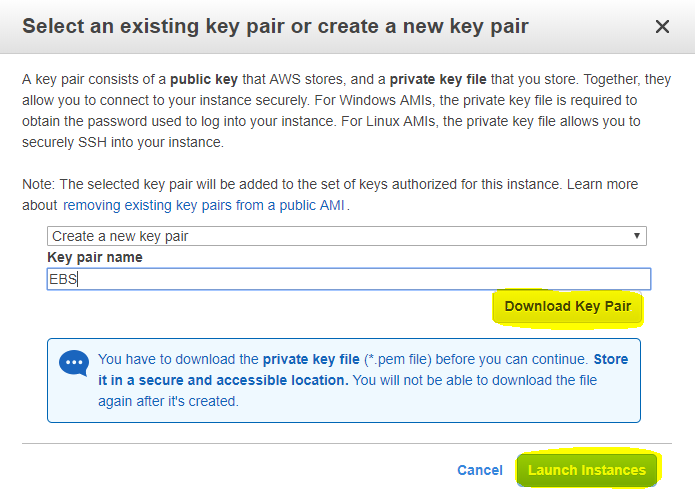 Select an existing key pair or create a new key pair
A key pair consists of a public key that AWS stores, and a private key file that you store. Together, they
allow you to connect to your instance securely. For Windows AMIs, the private key file is required to
obtain the password used to log into your instance. For Linux AMIs, the private key file allows you to
securely SSH into your instance.
Note: The selected key pair will be added to the set of keys authorized for this instance. Learn more
about removing existing key pairs from a public AMI.
Create a new key pair
Key pair name
EBS
Download Key Pair
You have to download the private key file (*.pem file) before you can continue. Store
it in a secure and accessible location. You will not be able to download the file
again after it's created.
Cancel Launch Instances